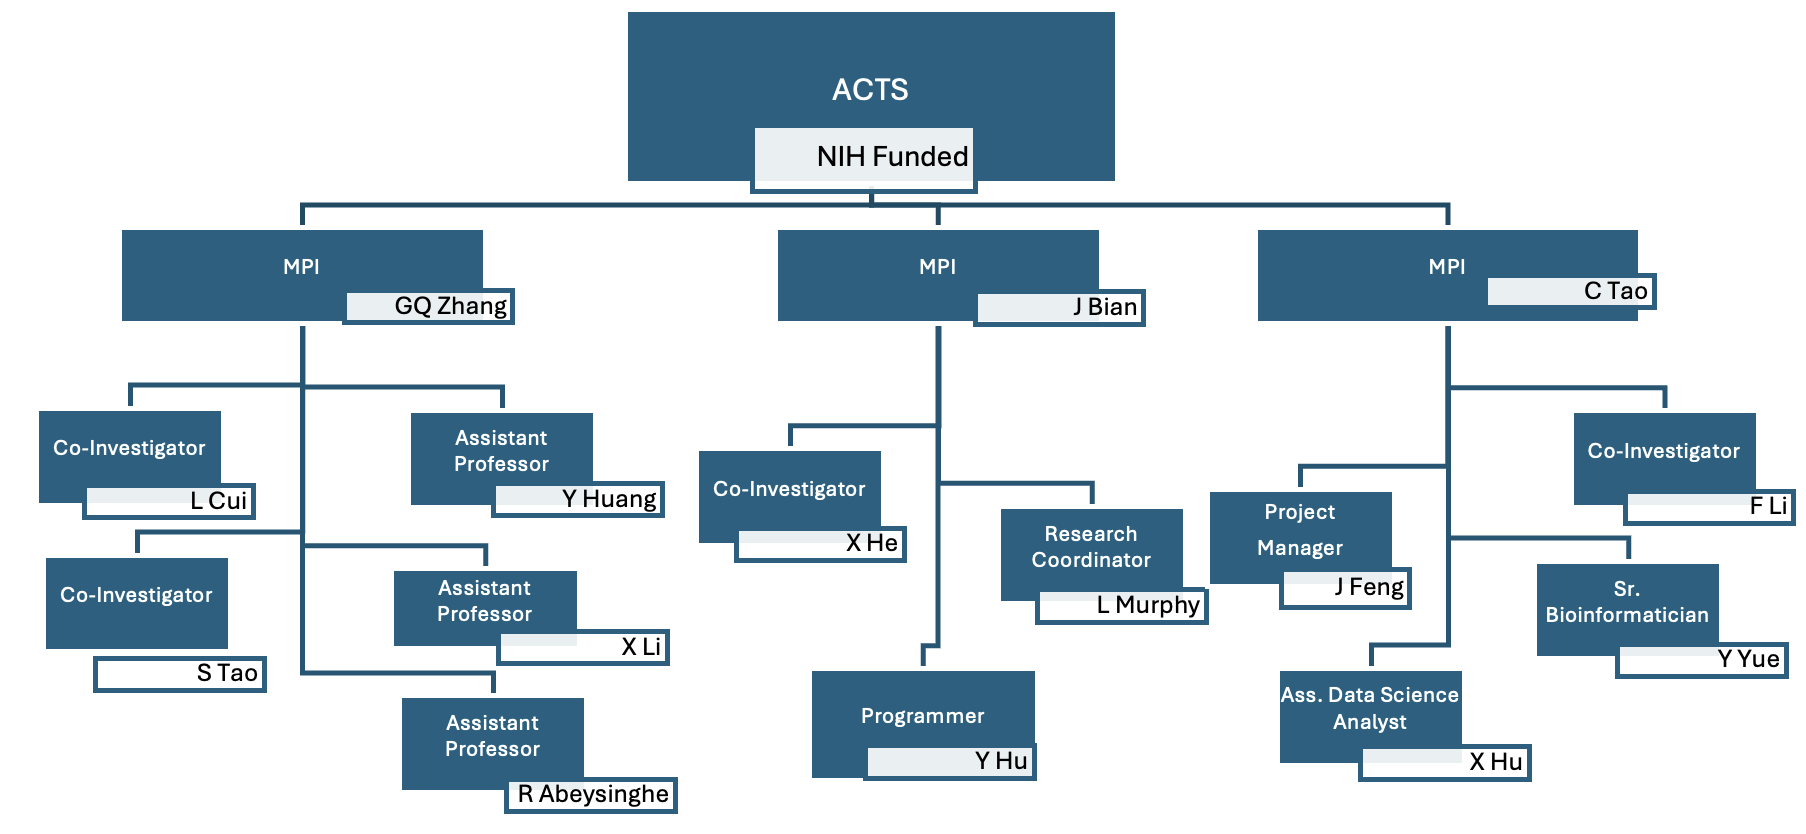 ACTS
NIH Funded
MPI
GQ Zhang
MPI
J Bian
MPI
C Tao
Co-Investigator
L Cui
Assistant
Professor
Y Huang
Co-Investigator
S Tao
Assistant
Professor
X Li
Assistant
Professor
R Abeysinghe
Co-Investigator
X He
Research
Coordinator
L Murphy
Programmer
Y Hu
Project
Manager
J Feng
Co-Investigator
F Li
Sr.
Bioinformatician
Y Yue
Ass. Data Science
Analyst
X Hu